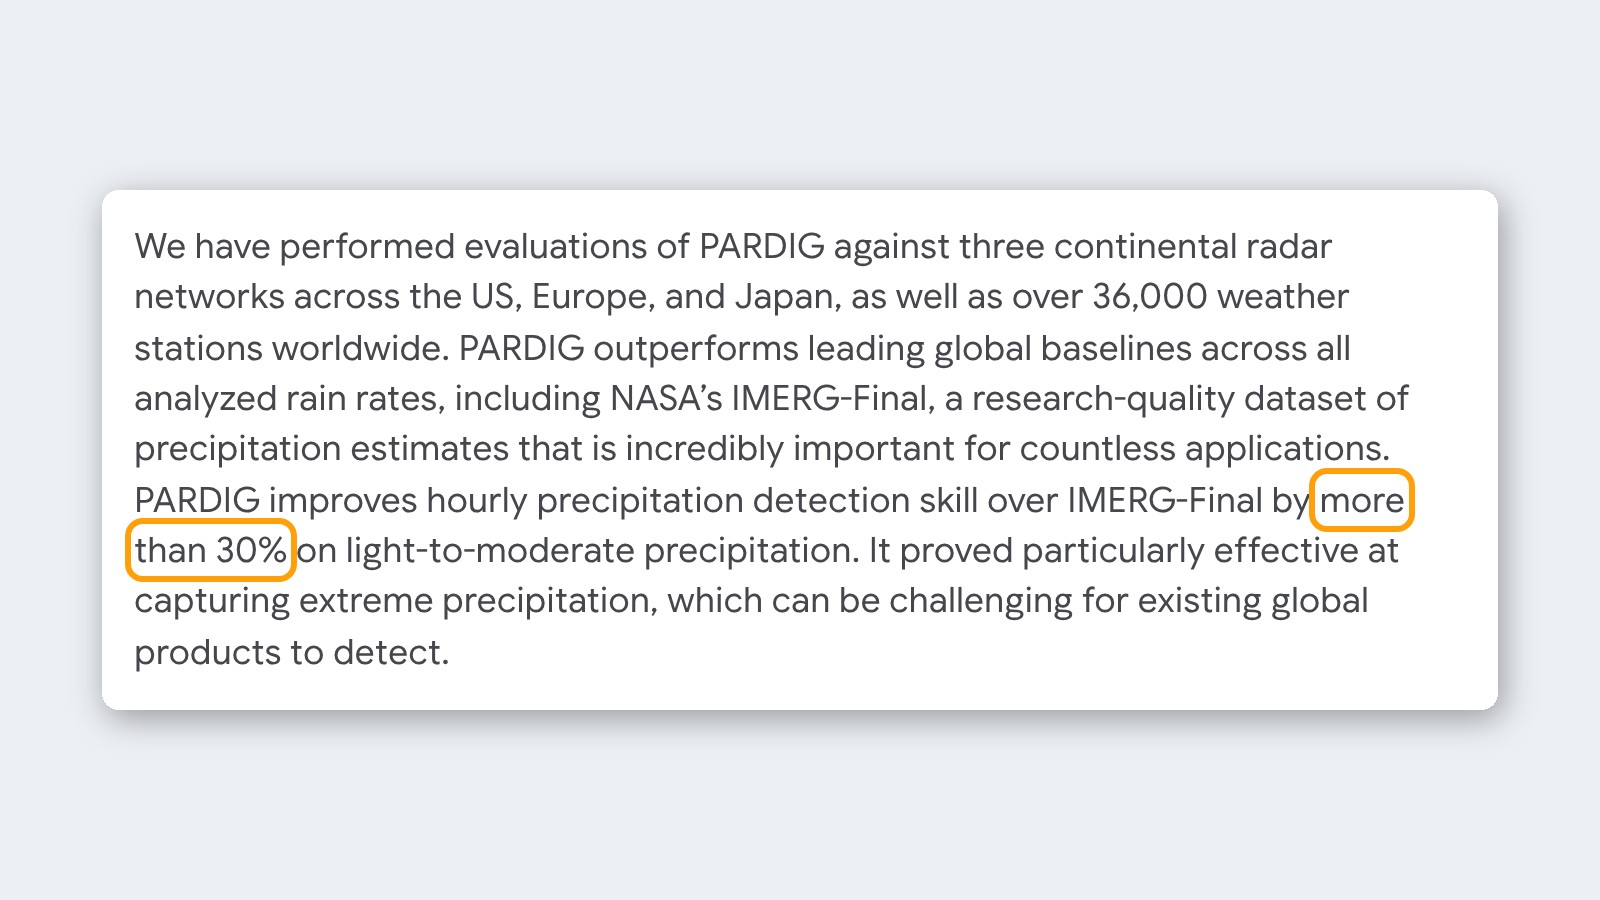 We have performed evaluations of PARDIG against three continental radar
networks across the US, Europe, and Japan, as well as over 36,000 weather
stations worldwide. PARDIG outperforms leading global baselines across all
analyzed rain rates, including NASA’s IMERG-Final, a research-quality dataset of
precipitation estimates that is incredibly important for countless applications.
PARDIG improves hourly precipitation detection skill over IMERG-Final by more
than 30% on light-to-moderate precipitation. It proved particularly effective at
capturing extreme precipitation, which can be challenging for existing global
products to detect.